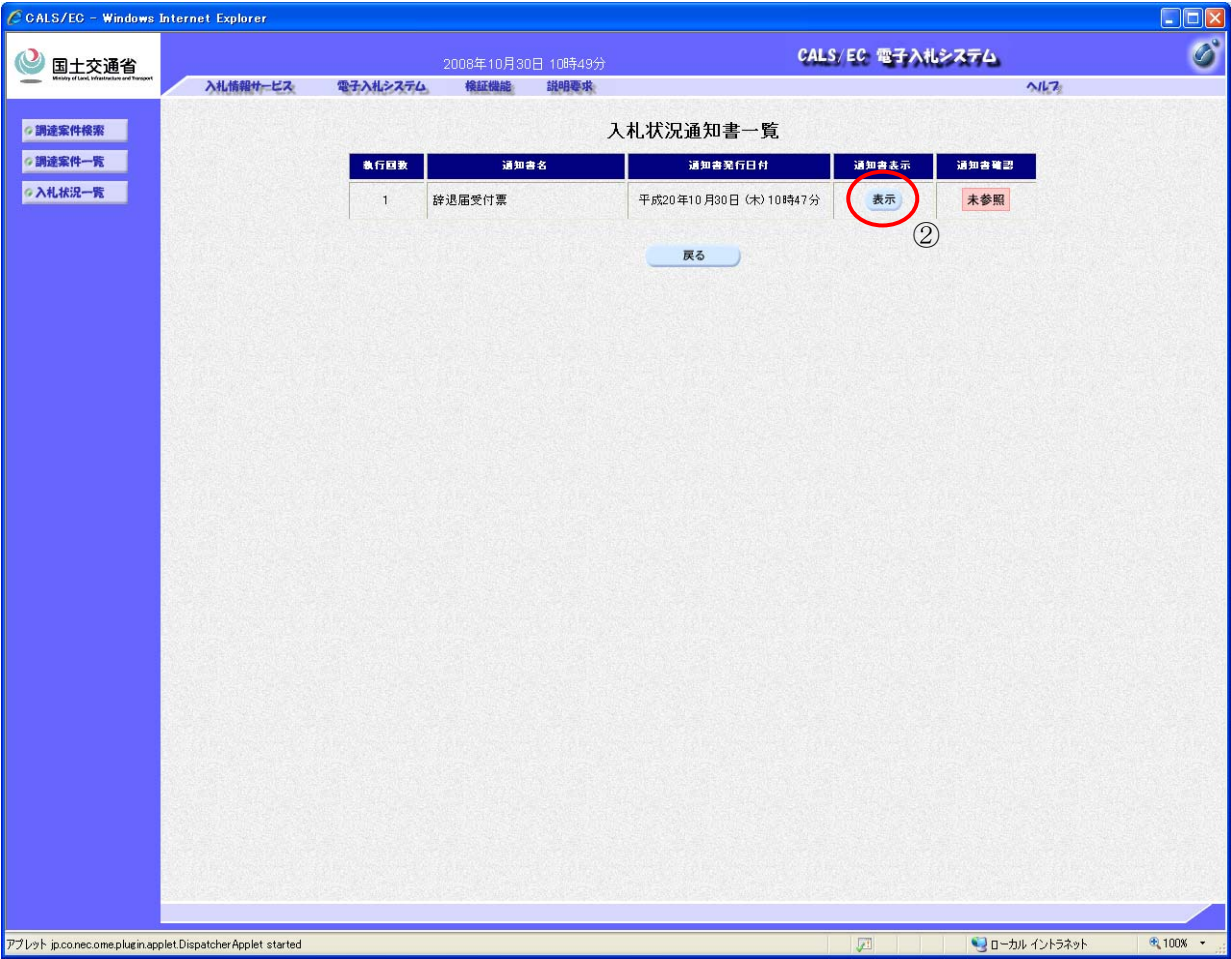 CALS/EC - Windows Internet Explorer
国土交通省
Ministry of Land, Infrastructure and Transport
2008年10月30日 10時49分
CALS/EC 電子入札システム
入札情報サービス 電子入札システム 検証機能 説明要求 ヘルプ
調達案件検索
調達案件一覧
入札状況一覧
入札状況通知書一覧
執行回数 通知書名 通知書発行日付 通知書表示 通知書確認
1 辞退届受付票 平成20年10月30日 (木) 10時47分 表示 未参照
②
戻る
アプレット jp.co.nec.ome.plugin.applet.DispatcherApplet started
ローカル イントラネット
100%